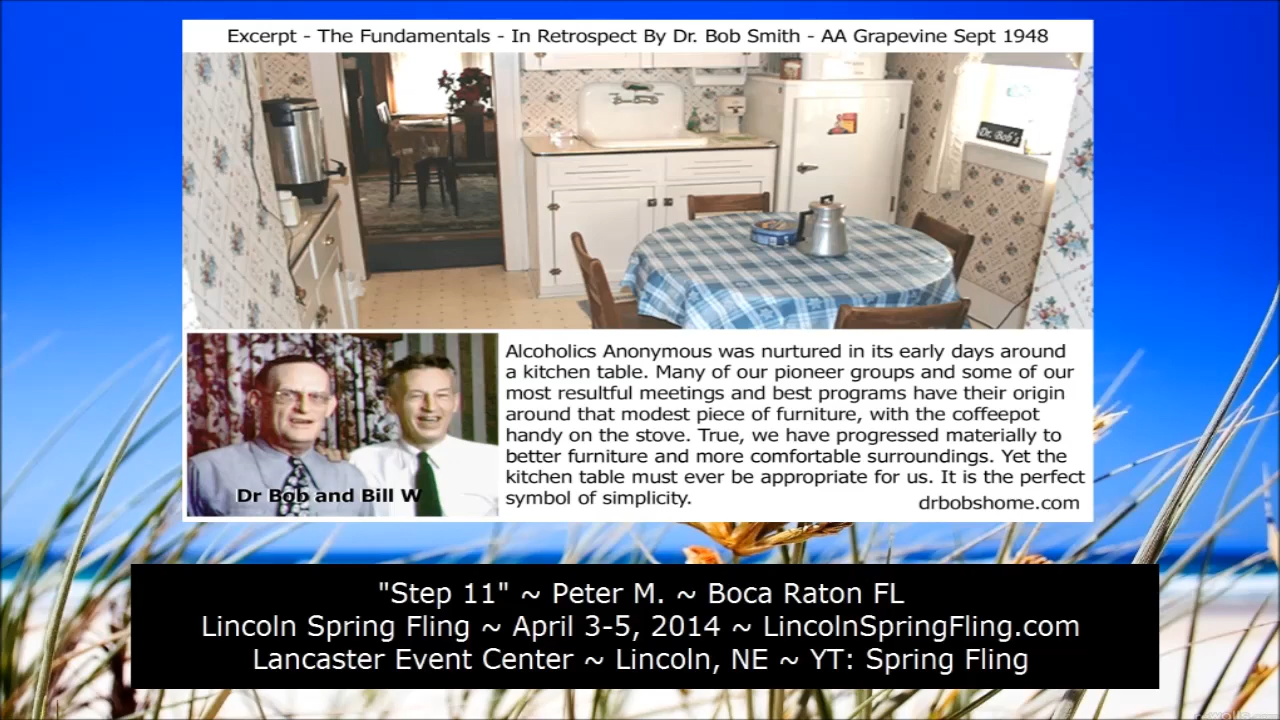 Excerpt - The Fundamentals - In Retrospect By Dr. Bob Smith - AA Grapevine Sept 1948
Dr. Bob's
Alcoholics Anonymous was nurtured in its early days around
a kitchen table. Many of our pioneer groups and some of our
most resultful meetings and best programs have their origin
around that modest piece of furniture, with the coffeepot
handy on the stove. True, we have progressed materially to
better furniture and more comfortable surroundings. Yet the
kitchen table must ever be appropriate for us. It is the perfect
symbol of simplicity.
drbobshome.com
Dr Bob and Bill W
"Step 11" ~ Peter M. ~ Boca Raton FL
Lincoln Spring Fling ~ April 3-5, 2014 ~ LincolnSpringFling.com
Lancaster Event Center ~ Lincoln, NE ~ YT: Spring Fling